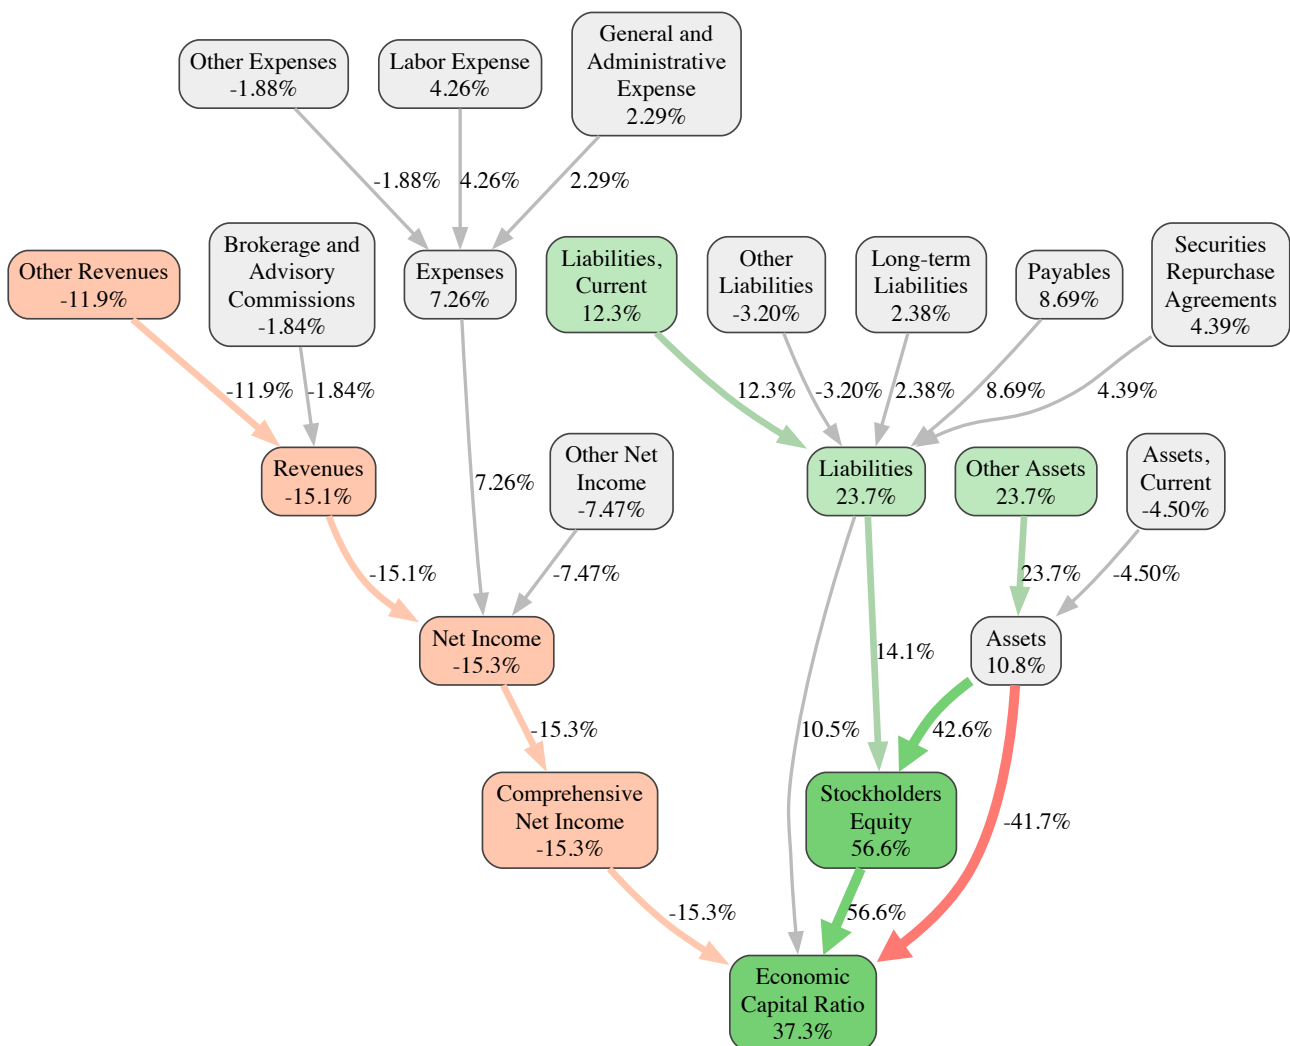 Other Expenses
-1.88%
Labor Expense
4.26%
General and
Administrative
Expense
2.29%
-1.88%
4.26%
2.29%
Other Revenues
-11.9%
Brokerage and
Advisory
Commissions
-1.84%
Expenses
7.26%
Liabilities,
Current
12.3%
Other
Liabilities
-3.20%
Long-term
Liabilities
2.38%
Payables
8.69%
Securities
Repurchase
Agreements
4.39%
-11.9%
-1.84%
12.3%
-3.20%
2.38%
8.69%
4.39%
Revenues
-15.1%
7.26%
Other Net
Income
-7.47%
Liabilities
23.7%
Other Assets
23.7%
Assets,
Current
-4.50%
-15.1%
-7.47%
23.7%
-4.50%
Net Income
-15.3%
14.1%
Assets
10.8%
-15.3%
10.5%
42.6%
Comprehensive
Net Income
-15.3%
Stockholders
Equity
56.6%
-41.7%
-15.3%
56.6%
Economic
Capital Ratio
37.3%